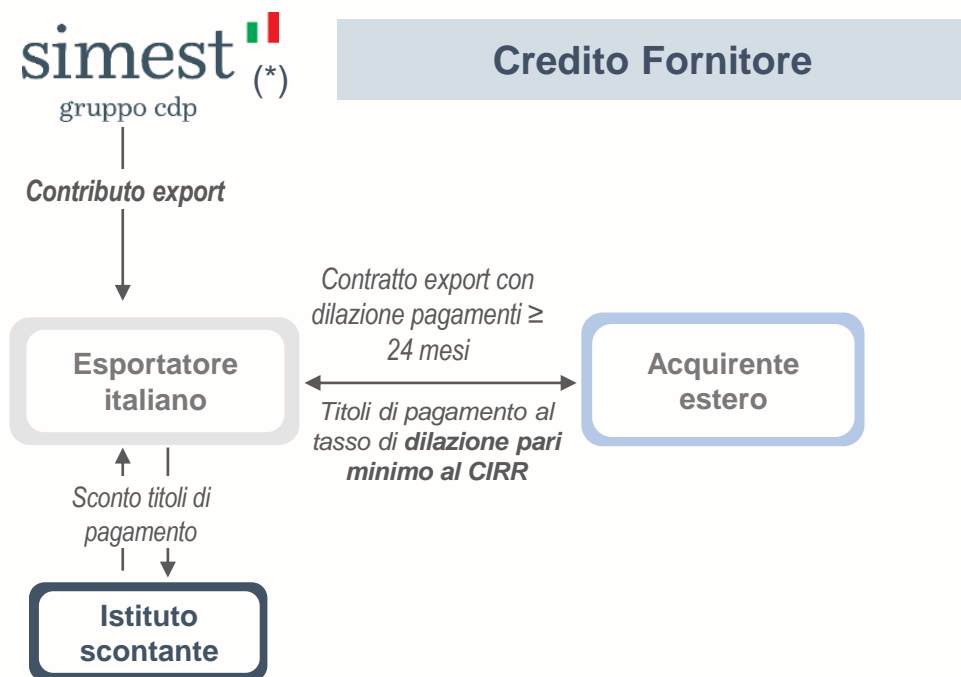 simest
(*)
gruppo cdp
Credito Fornitore
Contributo export
Contratto export con
dilazione pagamenti ≥
24 mesi
Esportatore
italiano
Acquirente
estero
Titoli di pagamento al
tasso di dilazione pari
minimo al CIRR
Sconto titoli di
pagamento
Istituto
scontante